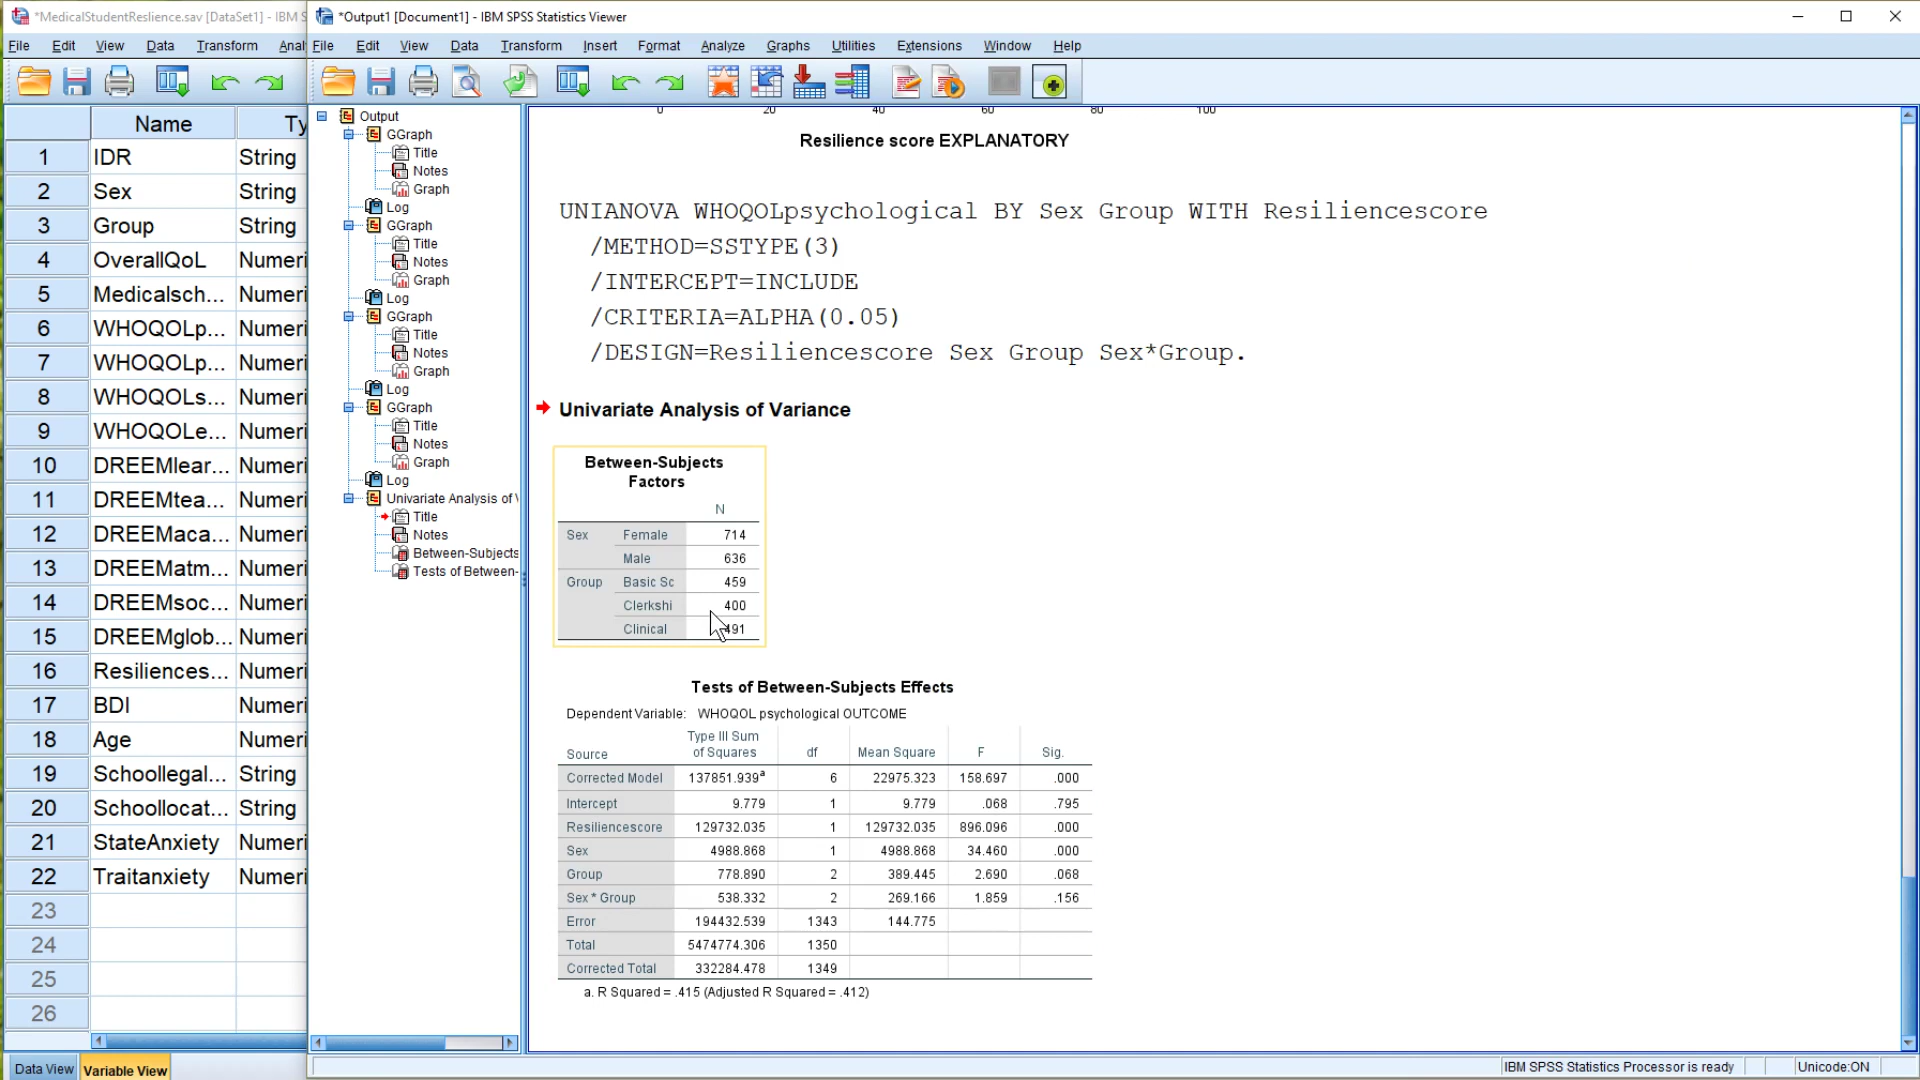 *MedicalStudentReslience.sav [DataSet1] - IBM S
*Output1 [Document1] - IBM SPSS Statistics Viewer
File Edit View Data Transform Anal
File Edit View Data Transform Insert Format Analyze Graphs Utilities Extensions Window Help
Name Ty
1 IDR String
2 Sex String
3 Group String
4 OverallQoL Numeri
5 Medicalsch... Numeri
6 WHOQOLp... Numeri
7 WHOQOLp... Numeri
8 WHOQOLs... Numeri
9 WHOQOLe... Numeri
10 DREEMlear... Numeri
11 DREEMtea... Numeri
12 DREEMaca... Numeri
13 DREEMatm... Numeri
14 DREEMsoc... Numeri
15 DREEMglob... Numeri
16 Resiliences... Numeri
17 BDI Numeri
18 Age Numeri
19 Schoollegal... String
20 Schoollocat... String
21 StateAnxiety Numeri
22 Traitanxiety Numeri
23
24
25
26
Data View Variable View
Output
GGraph
Title
Notes
Graph
Log
GGraph
Title
Notes
Graph
Log
GGraph
Title
Notes
Graph
Log
GGraph
Title
Notes
Graph
Log
Univariate Analysis of V
Title
Notes
Between-Subjects
Tests of Between-
0 20 40 60 80 100
Resilience score EXPLANATORY
UNIANOVA WHOQOLpsychological BY Sex Group WITH Resiliencescore
/METHOD=SSTYPE(3)
/INTERCEPT=INCLUDE
/CRITERIA=ALPHA(0.05)
/DESIGN=Resiliencescore Sex Group Sex*Group.
Univariate Analysis of Variance
Between-Subjects
Factors
N
Sex Female 714
Male 636
Group Basic Sc 459
Clerkshi 400
Clinical 491
Tests of Between-Subjects Effects
Dependent Variable: WHOQOL psychological OUTCOME
Source Type III Sum of Squares df Mean Square F Sig.
Corrected Model 137851.939a 6 22975.323 158.697 .000
Intercept 9.779 1 9.779 .068 .795
Resiliencescore 129732.035 1 129732.035 896.096 .000
Sex 4988.868 1 4988.868 34.460 .000
Group 778.890 2 389.445 2.690 .068
Sex * Group 538.332 2 269.166 1.859 .156
Error 194432.539 1343 144.775
Total 5474774.306 1350
Corrected Total 332284.478 1349
a. R Squared = .415 (Adjusted R Squared = .412)
IBM SPSS Statistics Processor is ready Unicode:ON